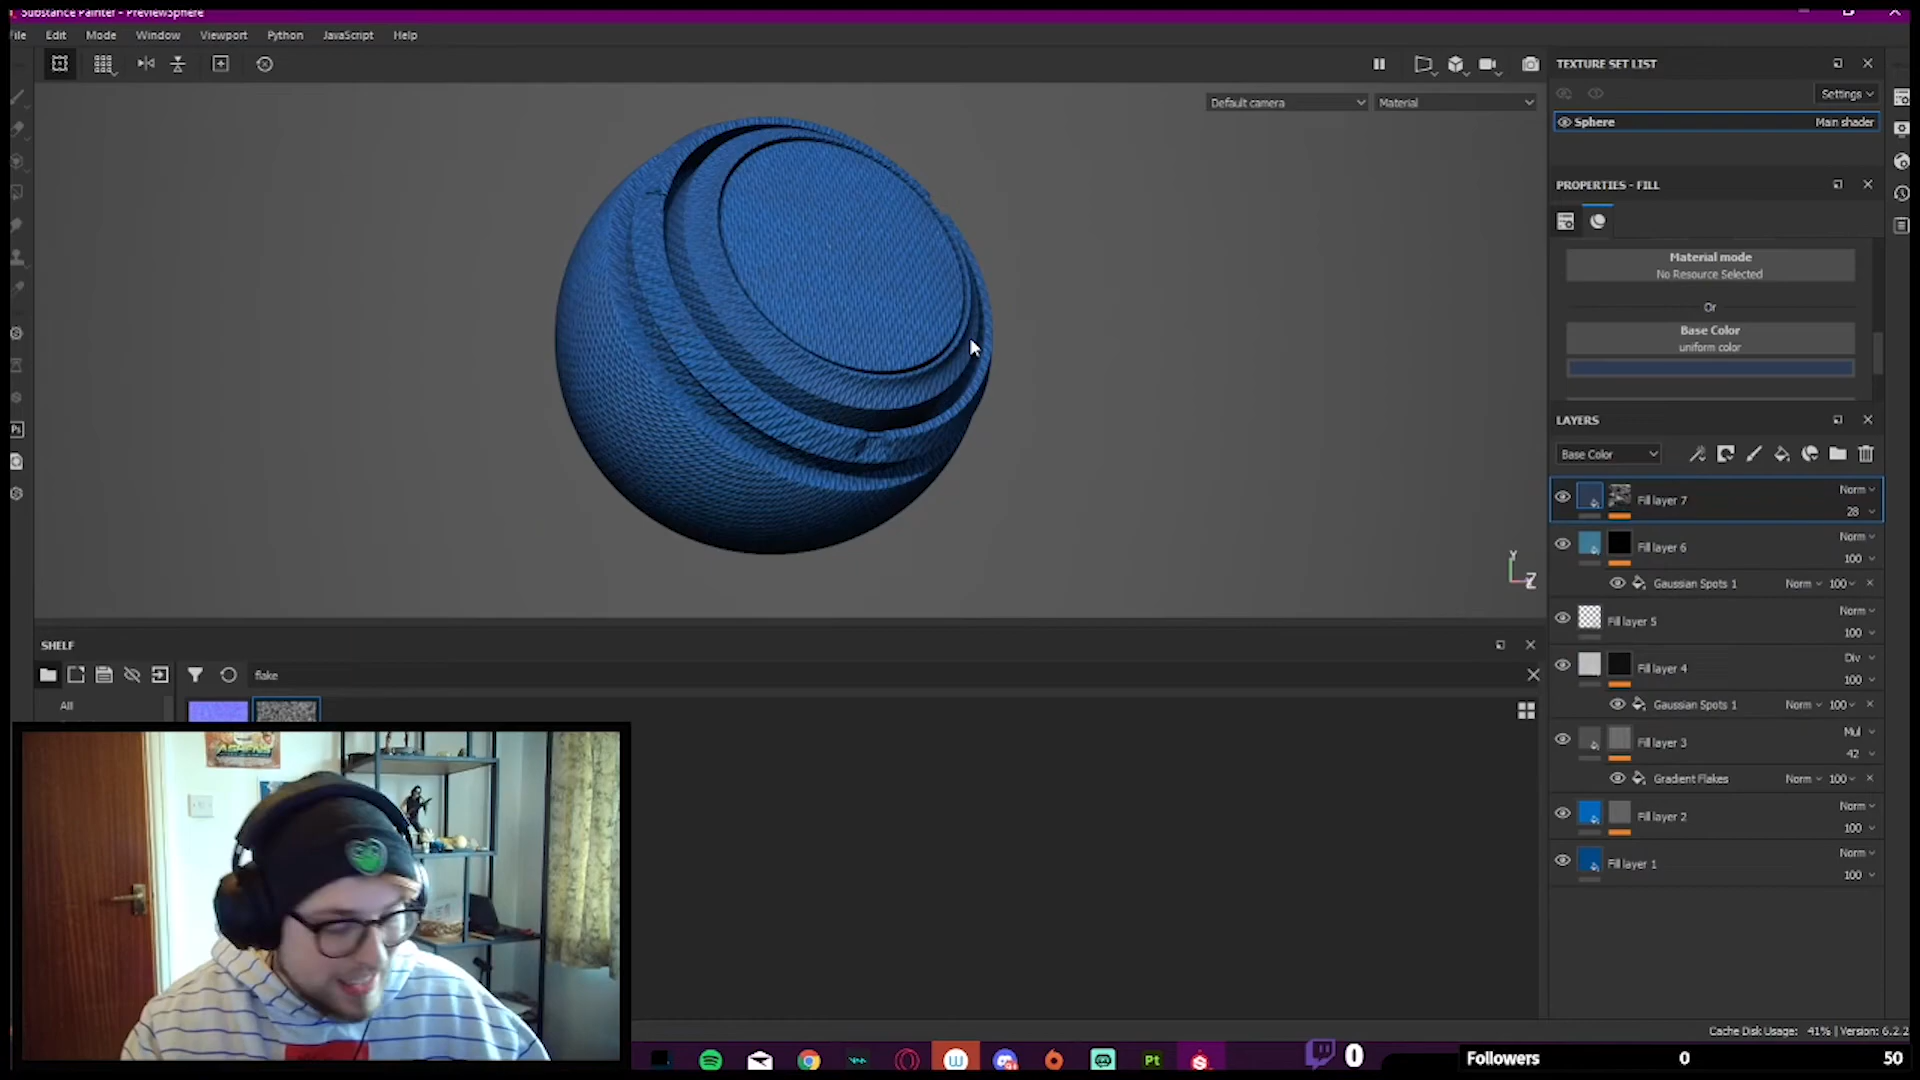 Substance Painter - PreviewSphere
File Edit Mode Window Viewport Python JavaScript Help
Default camera Material
TEXTURE SET LIST
Settings
Sphere Main shader
PROPERTIES - FILL
Material mode
No Resource Selected
Or
Base Color
uniform color
LAYERS
Base Color
Fill layer 7 Norm
28
Fill layer 6 Norm
100
Gaussian Spots 1 Norm 100
Fill layer 5 Norm
100
Fill layer 4 Div
100
Gaussian Spots 1 Norm 100
Fill layer 3 Mul
42
Gradient Flakes Norm 100
Fill layer 2 Norm
100
Fill layer 1 Norm
100
Y
Z
SHELF
flake
All
Ps
Cache Disk Usage: 41% | Version: 6.2.2
W
Pt
0
Followers 0 50